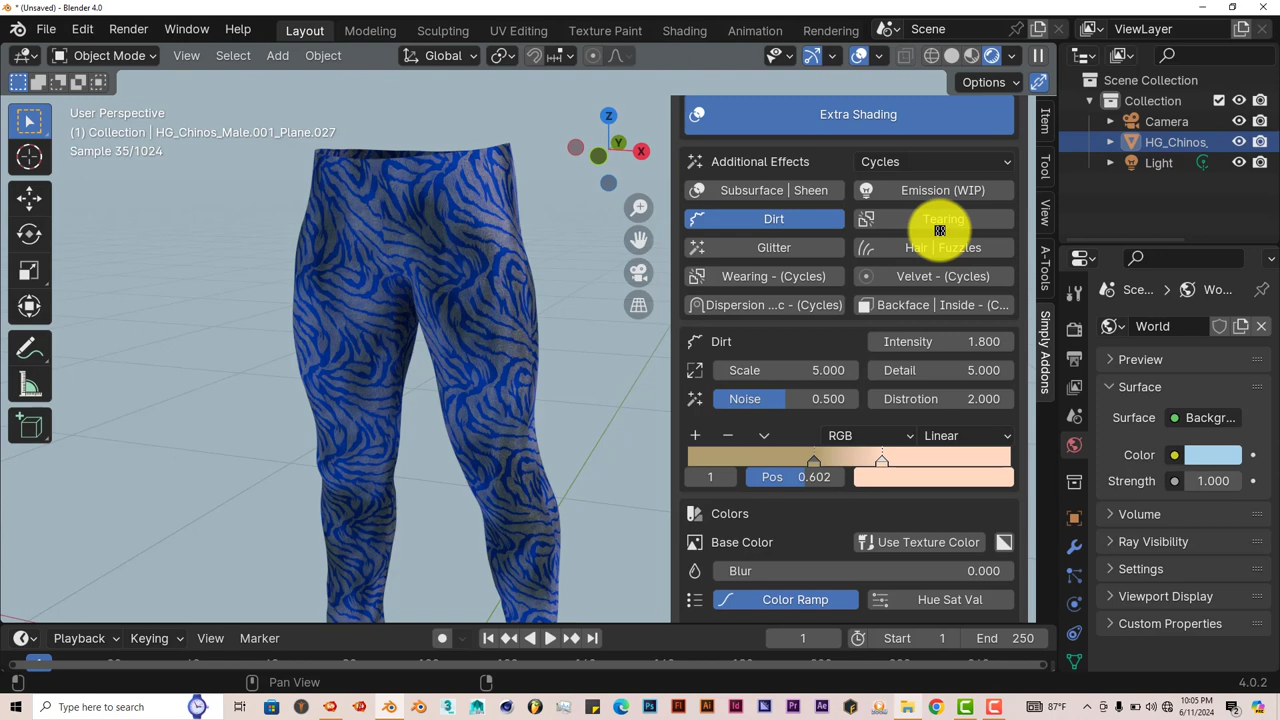 * (Unsaved) - Blender 4.0
File Edit Render Window Help Layout Modeling Sculpting UV Editing Texture Paint Shading Animation Rendering Scene ViewLayer
Object Mode View Select Add Object Global
Options
User Perspective
(1) Collection | HG_Chinos_Male.001_Plane.027
Sample 35/1024
Z
Y
X
Extra Shading
Additional Effects Cycles
Subsurface | Sheen Emission (WIP)
Dirt Tearing
Glitter Hair | Fuzzles
Wearing - (Cycles) Velvet - (Cycles)
Dispersion ...c - (Cycles) Backface | Inside - (C...
Dirt Intensity 1.800
Scale 5.000 Detail 5.000
Noise 0.500 Distrotion 2.000
RGB Linear
1 Pos 0.602
Colors
Base Color Use Texture Color
Blur 0.000
Color Ramp Hue Sat Val
Item
Tool
View
A-Tools
Simply Addons
Scene Collection
Collection
Camera
HG_Chinos_
Light
Sce... Wo...
World
Preview
Surface
Surface Backgr...
Color
Strength 1.000
Volume
Ray Visibility
Settings
Viewport Display
Custom Properties
Playback Keying View Marker 1 Start 1 End 250
Pan View 4.0.2
Type here to search 87°F 10:05 PM
6/11/2024